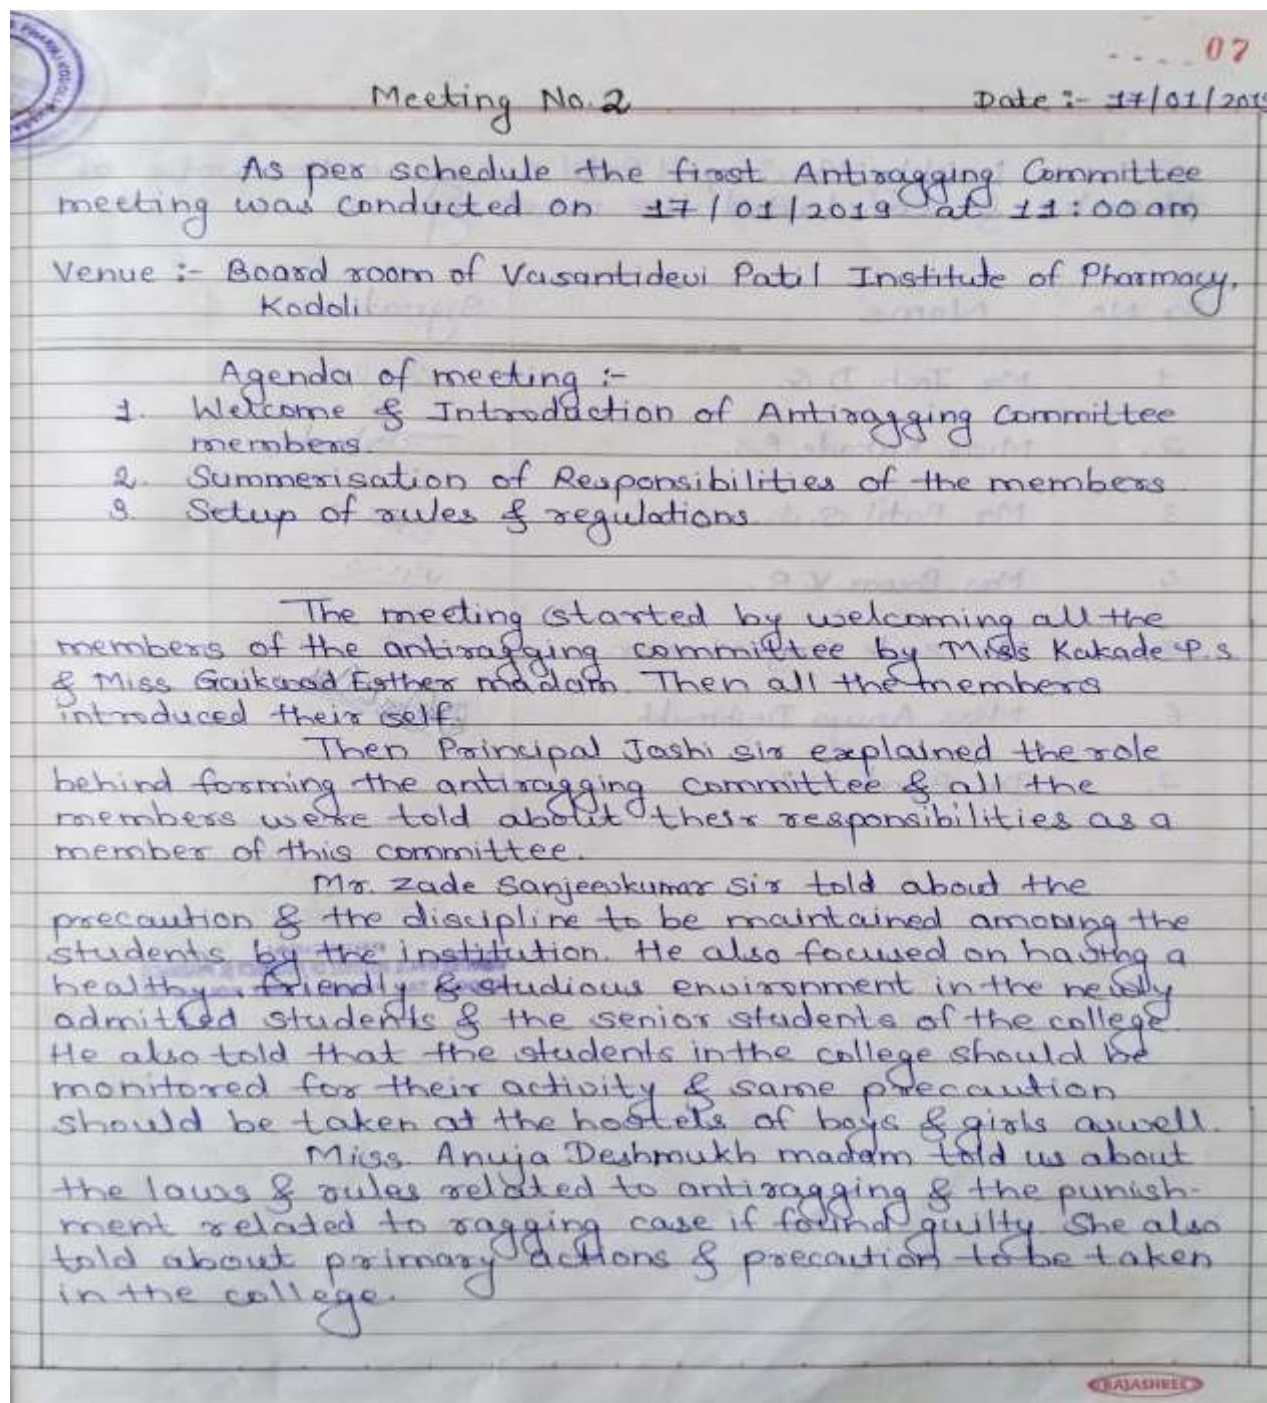 07
Meeting No. 2
Date :- 17/01/201
As per schedule the first Antiragging Committee
meeting was conducted on 17/01/2019 at 11:00am
Venue :- Board room of Vasantidevi Patil Institute of Pharmacy,
Kodoli
Agenda of meeting :-
1. Welcome & Introduction of Antiragging Committee
members.
2. Summerisation of Responsibilities of the members
3. Setup of rules & regulations
The meeting started by welcoming all the
members of the antiragging committee by Miss Kakade P.S
& Miss Gaikwad Esther madam. Then all the members
introduced their self.
Then Principal Joshi sir explained the role
behind forming the antiragging committee & all the
members were told about their responsibilities as a
member of this committee.
Mr. Zade Sanjeevkumar sir told about the
precaution & the discipline to be maintained amoung the
students by the institution. He also focused on having a
healthy, friendly & studious environment in the newly
admitted students & the senior students of the college.
He also told that the students in the college should be
monitored for their activity & same precaution
should be taken at the hostels of boys & girls aswell.
Miss. Anuja Deshmukh madam told us about
the laws & rules related to antiragging & the punish-
ment related to ragging case if found guilty. She also
told about primary actions & precaution to be taken
in the college.
RAJASHREE